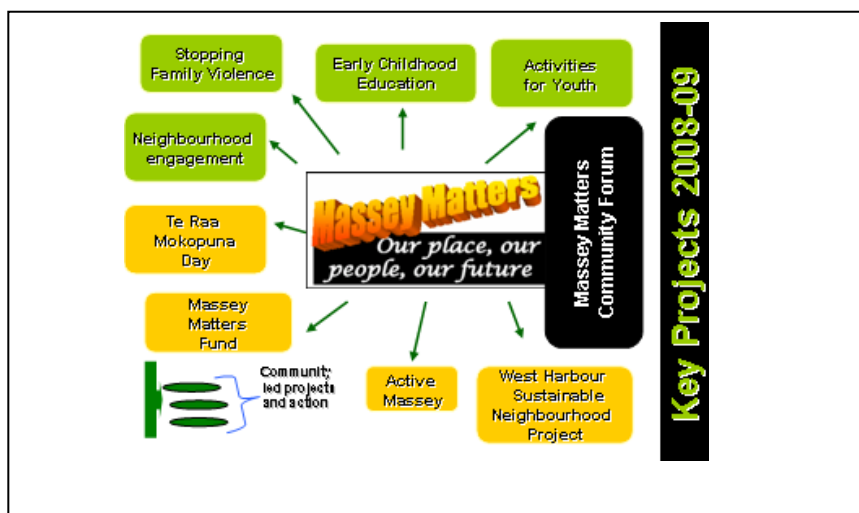 Stopping
Family Violence
Early Childhood
Education
Activities
for Youth
Neighbourhood
engagement
Te Raa
Mokopuna
Day
Massey Matters
Our place, our
people, our future
Massey Matters
Community Forum
Key Projects 2008-09
Massey
Matters
Fund
Community
led projects
and action
Active
Massey
West Harbour
Sustainable
Neighbourhood
Project